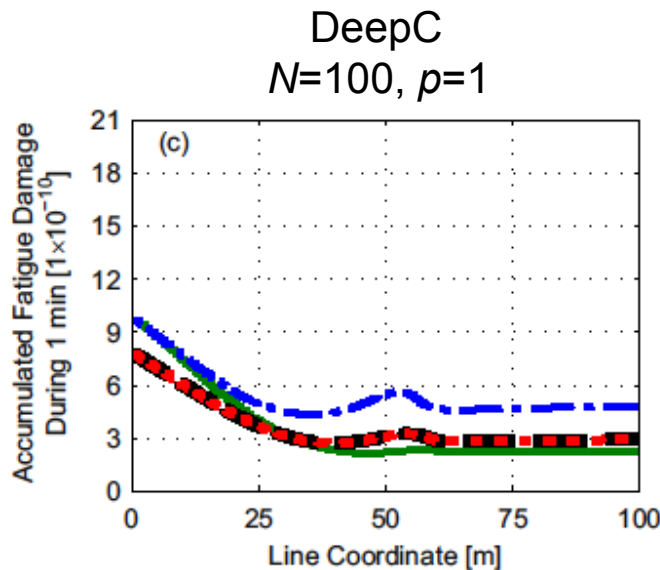 DeepC
N=100, p=1
(c)
21
18
15
12
9
6
3
0
Accumulated Fatigue Damage
During 1 min [1×10⁻¹⁰]
0 25 50 75 100
Line Coordinate [m]